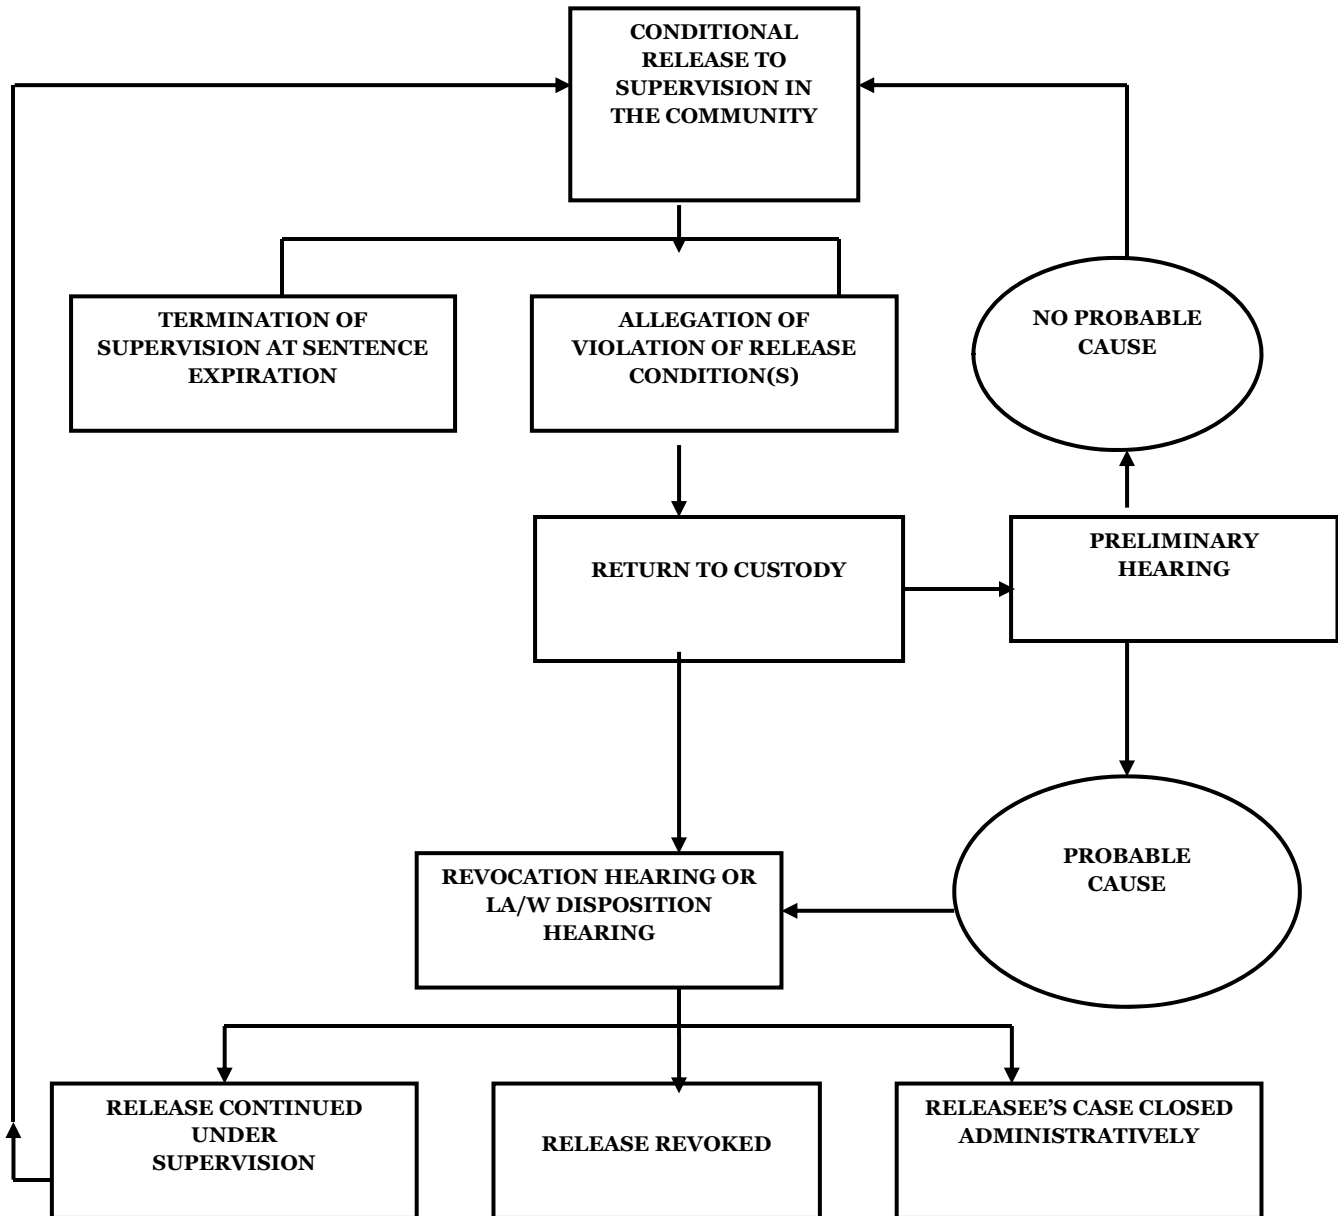 CONDITIONAL
RELEASE TO
SUPERVISION IN
THE COMMUNITY
TERMINATION OF
SUPERVISION AT SENTENCE
EXPIRATION
ALLEGATION OF
VIOLATION OF RELEASE
CONDITION(S)
NO PROBABLE
CAUSE
RETURN TO CUSTODY
PRELIMINARY
HEARING
REVOCATION HEARING OR
LA/W DISPOSITION
HEARING
PROBABLE
CAUSE
RELEASE CONTINUED
UNDER
SUPERVISION
RELEASE REVOKED
RELEASEE’S CASE CLOSED
ADMINISTRATIVELY